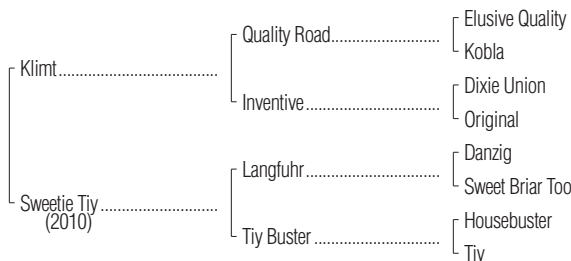 Elusive Quality
Quality Road
Kobla
Klimt
Dixie Union
Inventive
Original
Danzig
Langfuhr
Sweet Briar Too
Sweetie Tiy
(2010)
Housebuster
Tiy Buster
Tiy